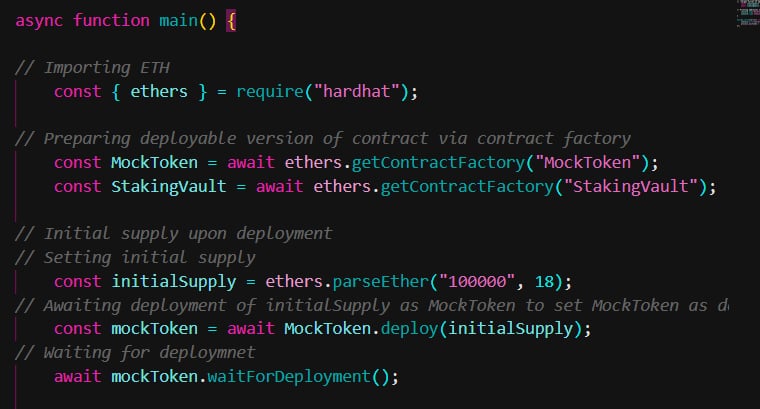 async function main() {
// Importing ETH
const { ethers } = require("hardhat");
// Preparing deployable version of contract via contract factory
const MockToken = await ethers.getContractFactory("MockToken");
const StakingVault = await ethers.getContractFactory("StakingVault");
// Initial supply upon deployment
// Setting initial supply
const initialSupply = ethers.parseEther("100000", 18);
// Awaiting deployment of initialSupply as MockToken to set MockToken as
const mockToken = await MockToken.deploy(initialSupply);
// Waiting for deploymnet
await mockToken.waitForDeployment();